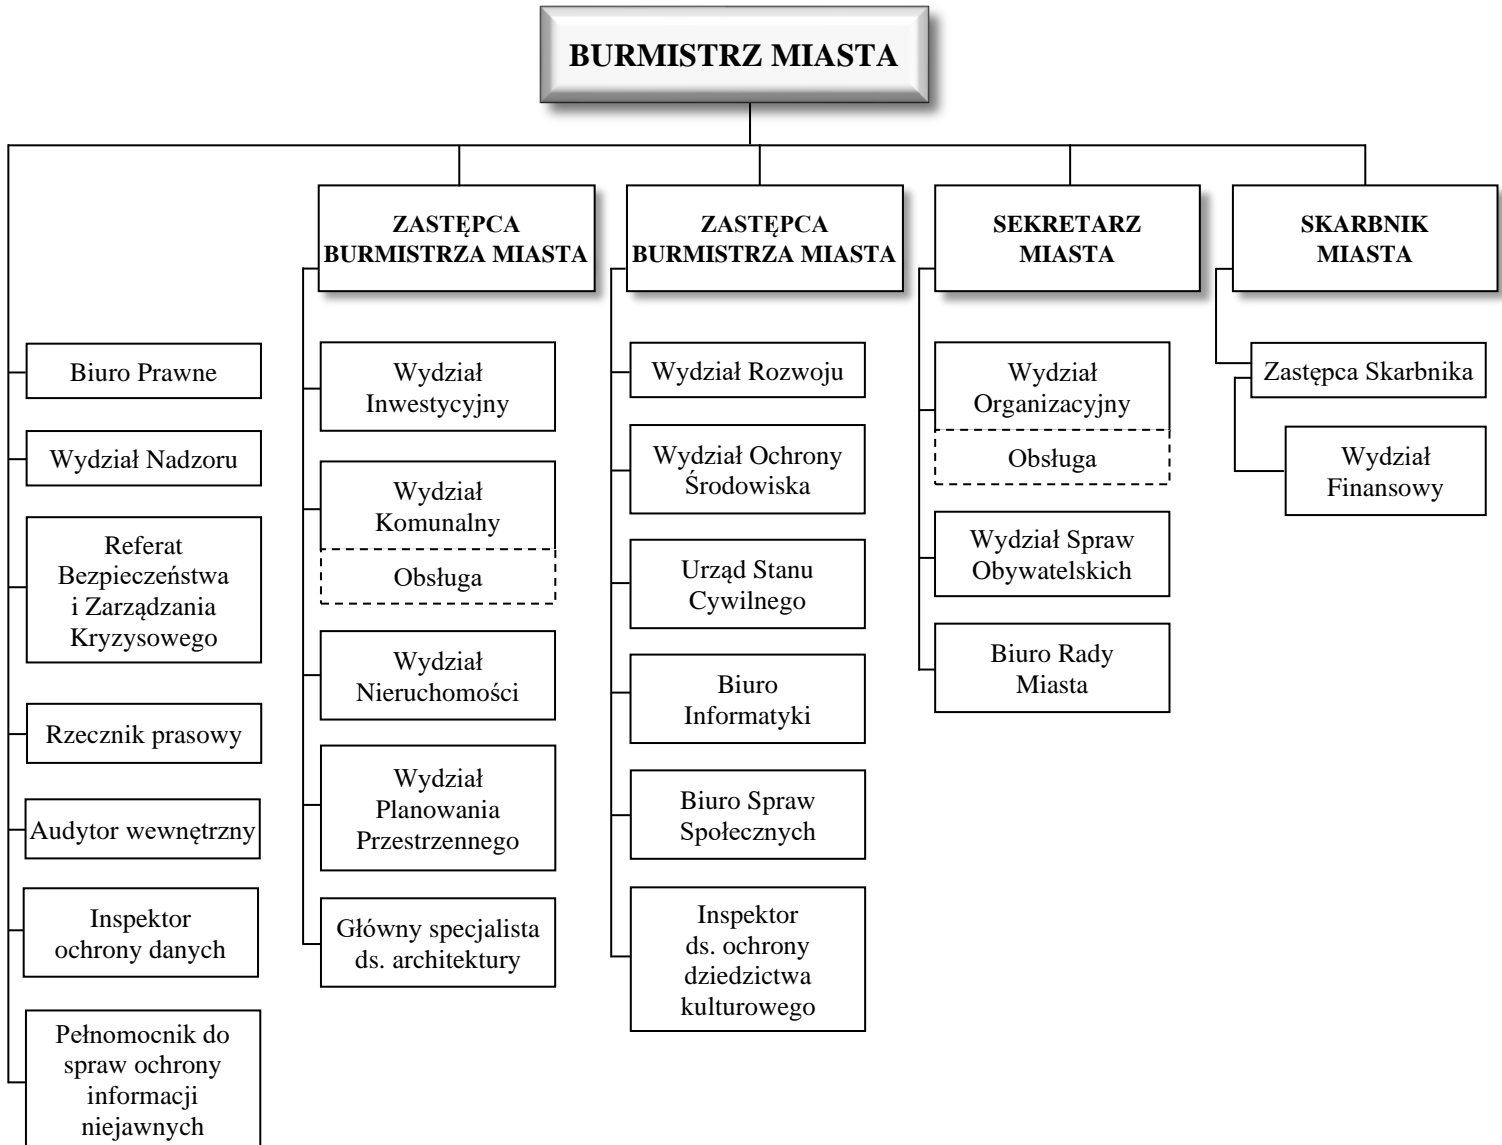 BURMISTRZ MIASTA
ZASTĘPCA
BURMISTRZA MIASTA
ZASTĘPCA
BURMISTRZA MIASTA
SEKRETARZ
MIASTA
SKARBNIK
MIASTA
Biuro Prawne
Wydział Nadzoru
Referat
Bezpieczeństwa
i Zarządzania
Kryzysowego
Rzecznik prasowy
Audytor wewnętrzny
Inspektor
ochrony danych
Pełnomocnik do
spraw ochrony
informacji
niejawnych
Wydział
Inwestycyjny
Wydział
Komunalny
Obsługa
Wydział
Nieruchomości
Wydział
Planowania
Przestrzennego
Główny specjalista
ds. architektury
Wydział Rozwoju
Wydział Ochrony
Środowiska
Urząd Stanu
Cywilnego
Biuro
Informatyki
Biuro Spraw
Społecznych
Inspektor
ds. ochrony
dziedzictwa
kulturowego
Wydział
Organizacyjny
Obsługa
Wydział Spraw
Obywatelskich
Biuro Rady
Miasta
Zastępca Skarbnika
Wydział
Finansowy